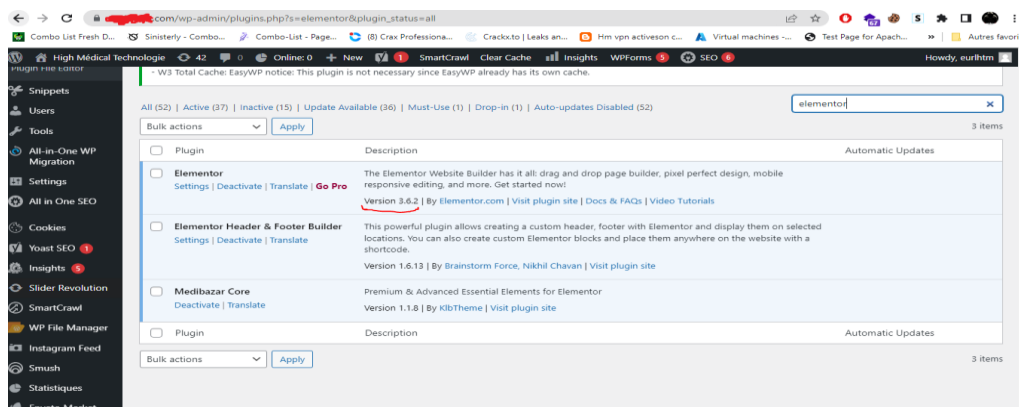 .com/wp-admin/plugins.php?s=elementor&plugin_status=all
Combo List Fresh D... Sinisterly - Combo... Combo-List - Page... (8) Crax Professiona... Crackx.to | Leaks an... Hm vpn activeson c... Virtual machines -... Test Page for Apach... » Autres favori
High Médical Technologie 42 0 Online: 0 + New 1 SmartCrawl Clear Cache Insights WPForms 5 SEO 6 Howdy, eurlhtm
Plugin File Editor
- W3 Total Cache: EasyWP notice: This plugin is not necessary since EasyWP already has its own cache.
Snippets
Users
Tools
All-in-One WP
Migration
Settings
All in One SEO
Cookies
Yoast SEO 1
Insights 5
Slider Revolution
SmartCrawl
WP File Manager
Instagram Feed
Smush
Statistiques
Envato Market
All (52) | Active (37) | Inactive (15) | Update Available (36) | Must-Use (1) | Drop-in (1) | Auto-updates Disabled (52)
elementor
Bulk actions Apply
3 items
Plugin Description Automatic Updates
Elementor
Settings | Deactivate | Translate | Go Pro
The Elementor Website Builder has it all: drag and drop page builder, pixel perfect design, mobile
responsive editing, and more. Get started now!
Version 3.6.2 | By Elementor.com | Visit plugin site | Docs & FAQs | Video Tutorials
Elementor Header & Footer Builder
Settings | Deactivate | Translate
This powerful plugin allows creating a custom header, footer with Elementor and display them on selected
locations. You can also create custom Elementor blocks and place them anywhere on the website with a
shortcode.
Version 1.6.13 | By Brainstorm Force, Nikhil Chavan | Visit plugin site
Medibazar Core
Deactivate | Translate
Premium & Advanced Essential Elements for Elementor
Version 1.1.8 | By KlbTheme | Visit plugin site
Plugin Description Automatic Updates
Bulk actions Apply
3 items